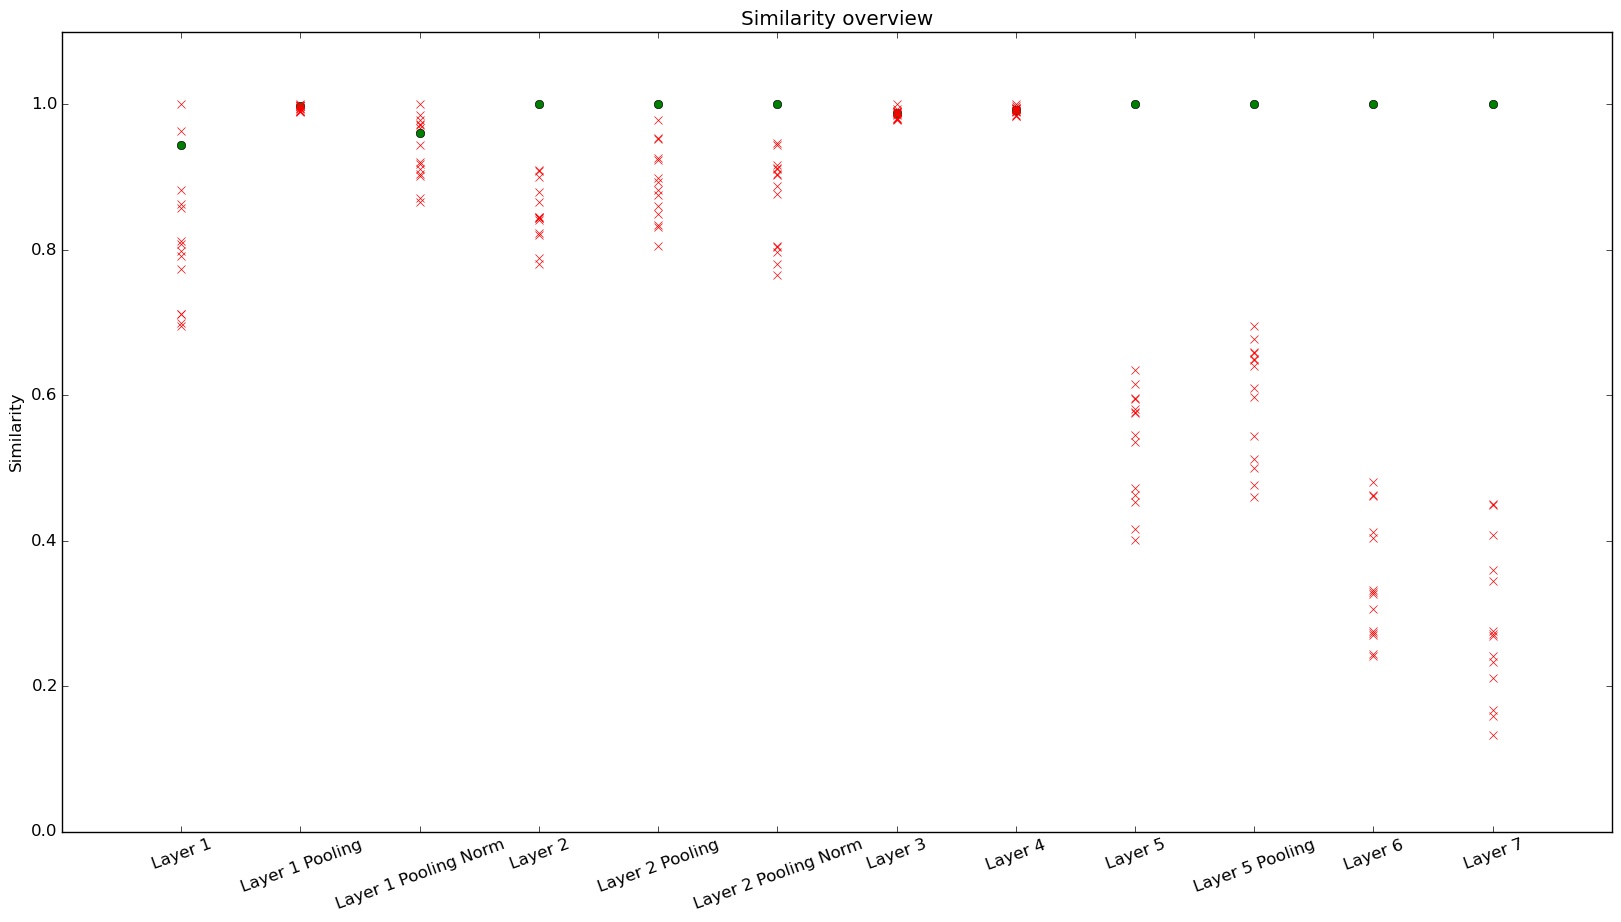 Similarity overview
Similarity
1.0
0.8
0.6
0.4
0.2
0.0
Layer 1
Layer 1 Pooling
Layer 1 Pooling Norm
Layer 2
Layer 2 Pooling
Layer 2 Pooling Norm
Layer 3
Layer 4
Layer 5
Layer 5 Pooling
Layer 6
Layer 7